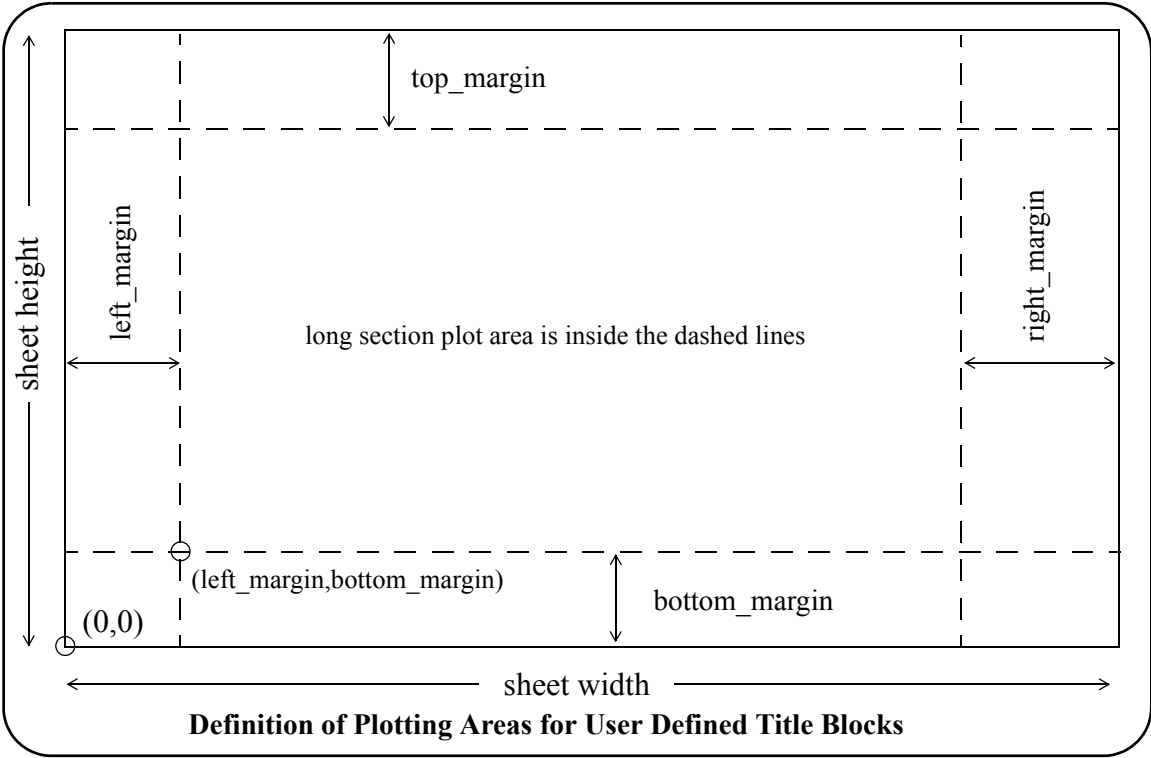 top_margin
left_margin
right_margin
sheet height
long section plot area is inside the dashed lines
(left_margin,bottom_margin)
bottom_margin
(0,0)
sheet width
Definition of Plotting Areas for User Defined Title Blocks